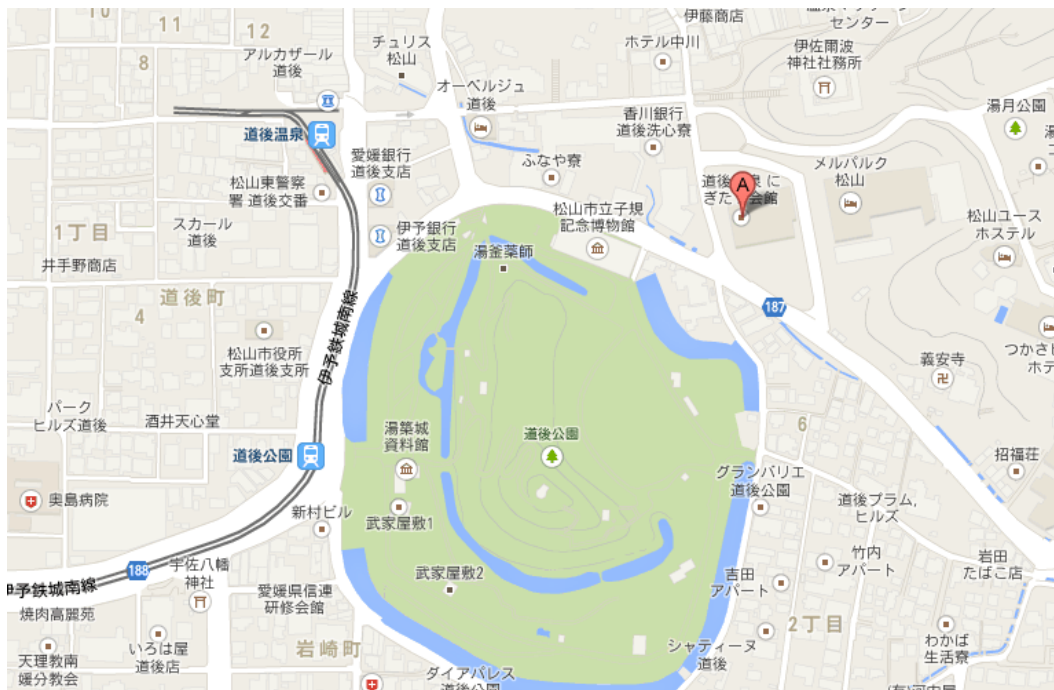 10
11
12
8
アルカザール
道後
チュリス
松山
伊藤商店
センター
ホテル中川
伊佐爾波
神社社務所
オーベルジュ
道後
湯月公園
道後温泉
香川銀行
道後洗心寮
愛媛銀行
道後支店
ふなや寮
メルパルク
松山
松山東警察
署 道後交番
道後 泉 に
ぎた 会館
A
スカール
道後
伊予銀行
道後支店
松山市立子規
記念博物館
松山ユース
ホステル
1丁目
井手野商店
湯釜薬師
道後町
187
4
伊予鉄城南線
松山市役所
支所道後支所
つかさ
ホテ
義安寺
パーク
ヒルズ道後
酒井天心堂
湯築城
資料館
道後公園
6
道後公園
招福荘
グランバリエ
道後公園
奥島病院
道後プラム,
ヒルズ
新村ビル
武家屋敷1
188
宇佐八幡
神社
武家屋敷2
竹内
アパート
岩田
たばこ店
吉田
アパート
予鉄城南線
愛媛県信連
研修会館
焼肉高麗苑
2丁目
いろは屋
道後店
岩崎町
シャティーヌ
道後
わかば
生活寮
天理教南
媛分教会
ダイアパレス
道後公園